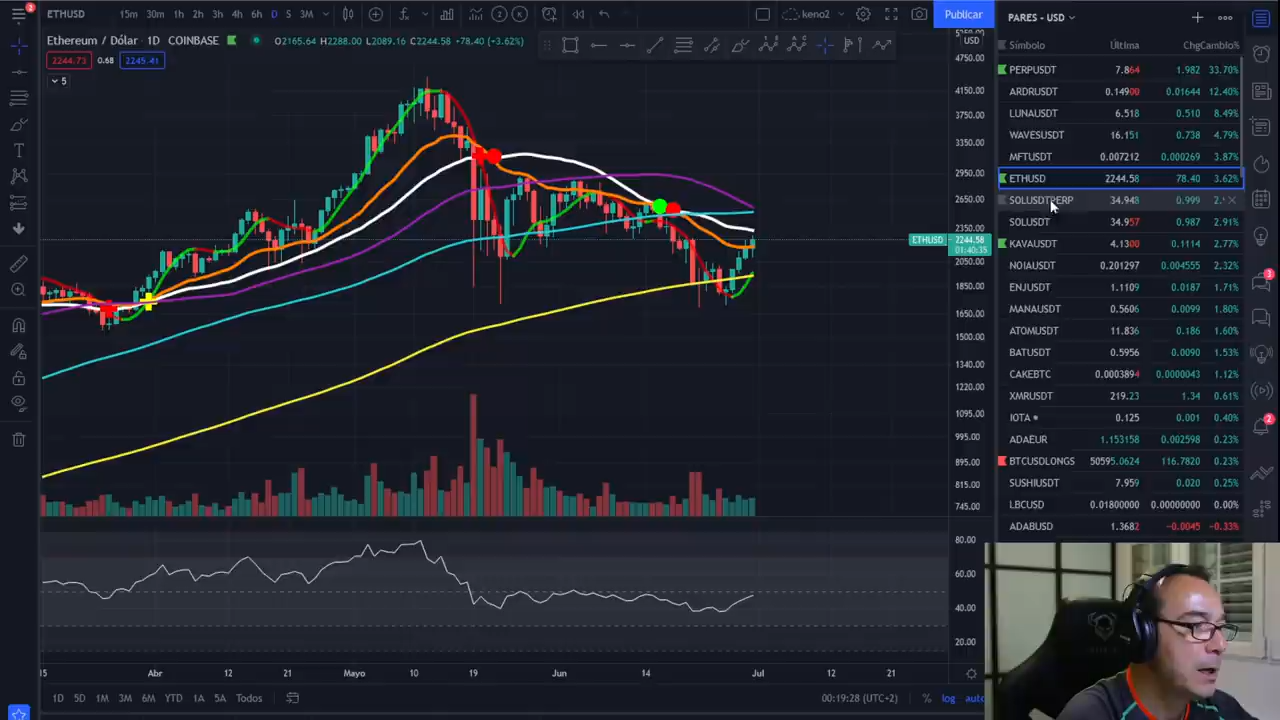 2
ETHUSD 15m 30m 1h 2h 3h 4h 6h D S 3M 2 K keno2 Publicar PARES - USD
Ethereum / Dólar 1D COINBASE O2165.64 H2288.00 L2089.16 C2244.58 +78.40 (+3.62%)
USD
2244.73 0.68 2245.41
5
Símbolo Última Chg Cambio%
PERPUSDT 7.864 1.982 33.70%
ARDRUSDT 0.14900 0.01644 12.40%
LUNAUSDT 6.518 0.510 8.49%
WAVESUSDT 16.151 0.738 4.79%
MFTUSDT 0.007212 0.000269 3.87%
ETHUSD 2244.58 78.40 3.62%
SOLUSDTPERP 34.948 0.999
SOLUSDT 34.957 0.987 2.91%
KAVAUSDT 4.1300 0.1114 2.77%
NOIAUSDT 0.201297 0.004555 2.32%
ENJUSDT 1.1109 0.0187 1.71%
MANAUSDT 0.5606 0.0099 1.80%
ATOMUSDT 11.836 0.186 1.60%
BATUSDT 0.5956 0.0090 1.53%
CAKEBTC 0.0003894 0.0000043 1.12%
XMRUSDT 219.23 1.34 0.61%
IOTA 0.125 0.001 0.40%
ADAEUR 1.153158 0.002598 0.23%
BTCUSDLONGS 50595.0624 116.7820 0.23%
SUSHIUSDT 7.959 0.020 0.25%
LBCUSD 0.01800000 0.00000000 0.00%
ADABUSD 1.3682 −0.0045 −0.33%
4750.00
4150.00
3750.00
3350.00
2950.00
2650.00
2350.00
ETHUSD 2244.58
01:40:35
2050.00
1850.00
1650.00
1500.00
1340.00
1220.00
1095.00
995.00
895.00
815.00
745.00
80.00
60.00
40.00
20.00
3
2
15 Abr 12 21 Mayo 10 19 Jun 14 Jul 12 21
1D 5D 1M 3M 6M YTD 1A 5A Todos 00:19:28 (UTC+2) % log auto